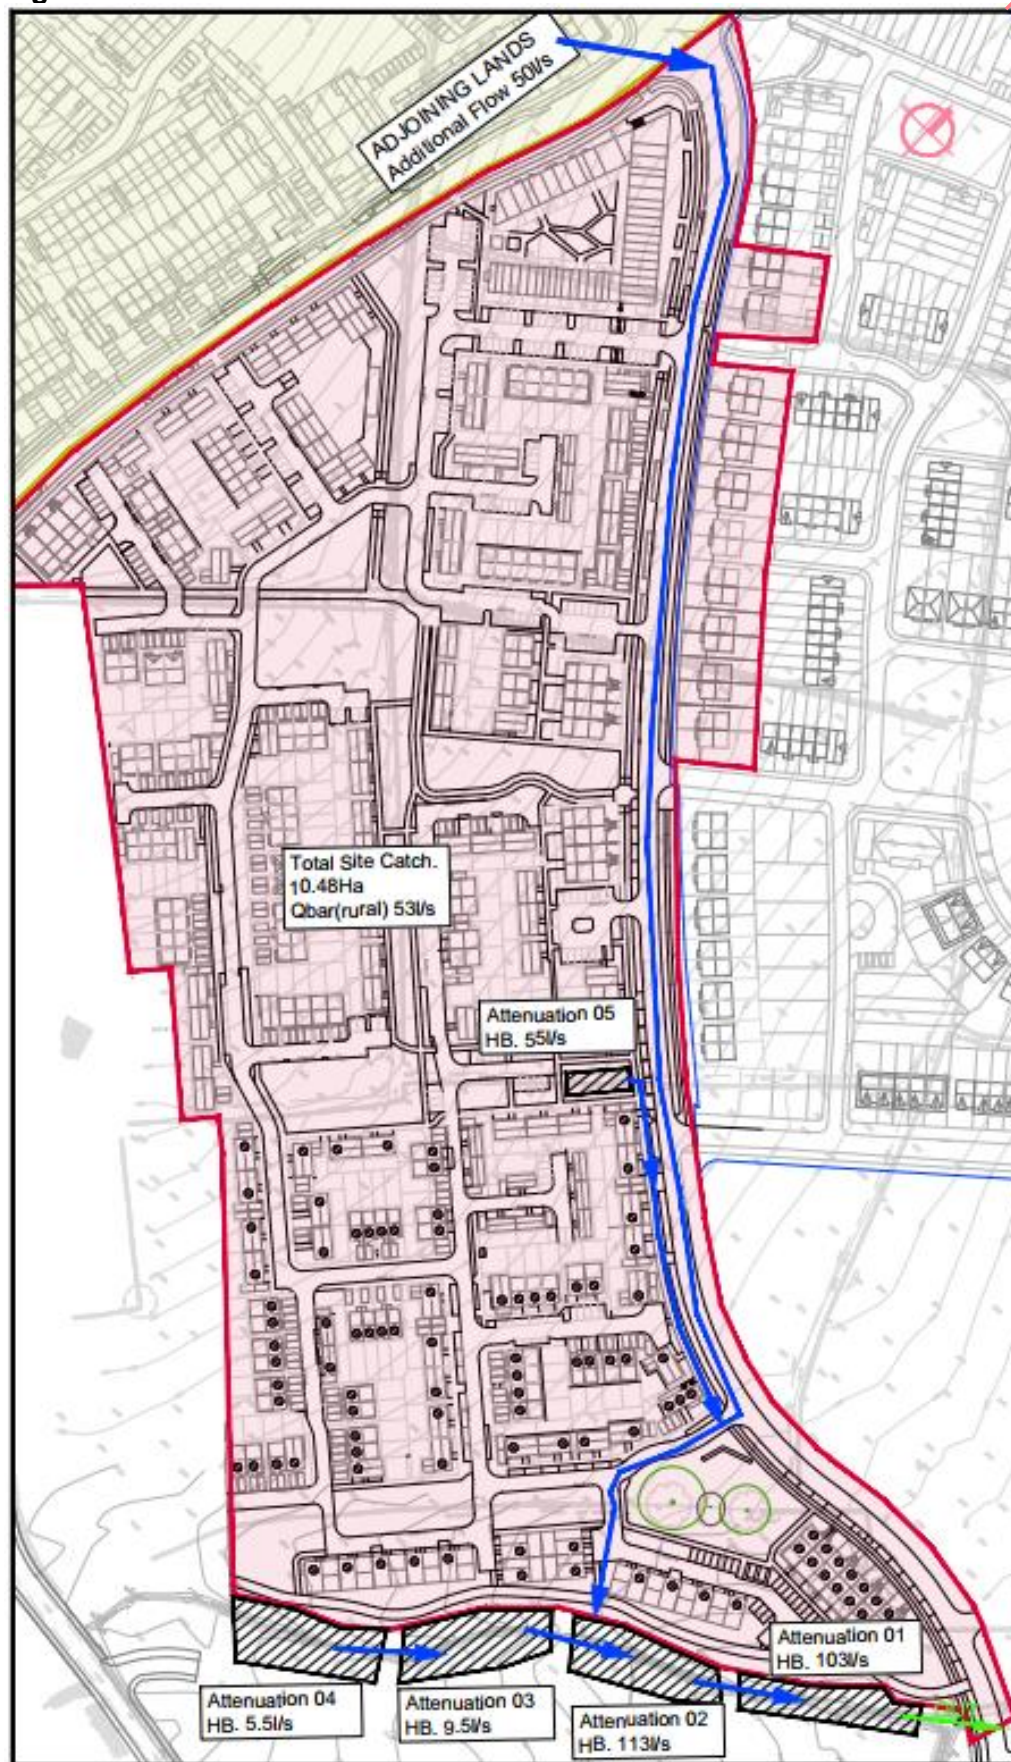 ADJOINING LANDS
Additional Flow 50l/s
Total Site Catch.
10.48Ha
Qbar(rural) 53l/s
Attenuation 05
HB. 55l/s
Attenuation 01
HB. 103l/s
Attenuation 04
HB. 5.5l/s
Attenuation 03
HB. 9.5l/s
Attenuation 02
HB. 113l/s